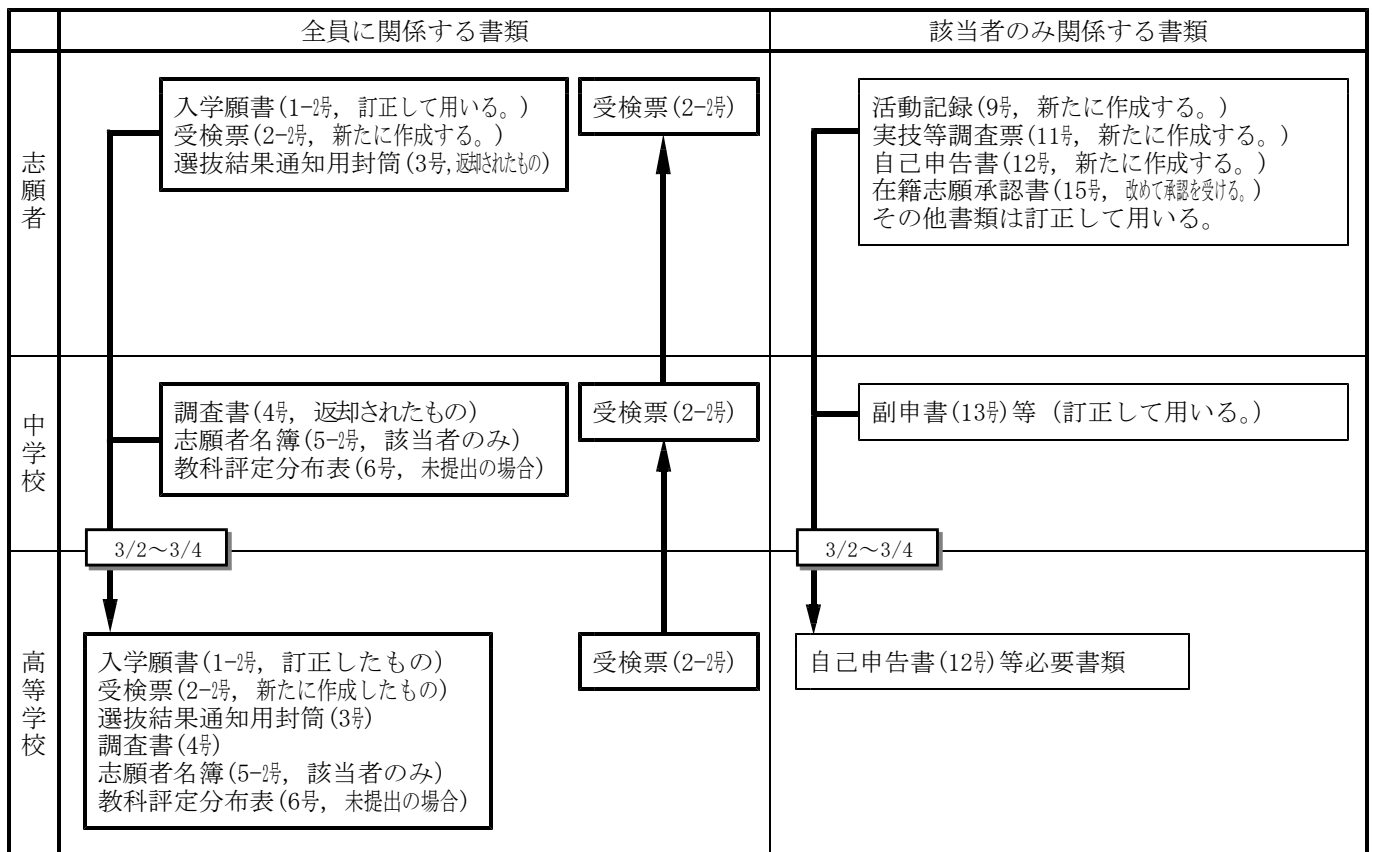 全員に関係する書類
該当者のみ関係する書類
志願者
入学願書(1-2号, 訂正して用いる。)
受検票(2-2号, 新たに作成する。)
選抜結果通知用封筒(3号,返却されたもの)
受検票(2-2号)
活動記録(9号, 新たに作成する。)
実技等調査票(11号, 新たに作成する。)
自己申告書(12号, 新たに作成する。)
在籍志願承認書(15号, 改めて承認を受ける。)
その他書類は訂正して用いる。
中学校
調査書(4号, 返却されたもの)
志願者名簿(5-2号, 該当者のみ)
教科評定分布表(6号, 未提出の場合)
受検票(2-2号)
副申書(13号)等 (訂正して用いる。)
3/2～3/4
3/2～3/4
高等学校
入学願書(1-2号, 訂正したもの)
受検票(2-2号, 新たに作成したもの)
選抜結果通知用封筒(3号)
調査書(4号)
志願者名簿(5-2号, 該当者のみ)
教科評定分布表(6号, 未提出の場合)
受検票(2-2号)
自己申告書(12号)等必要書類